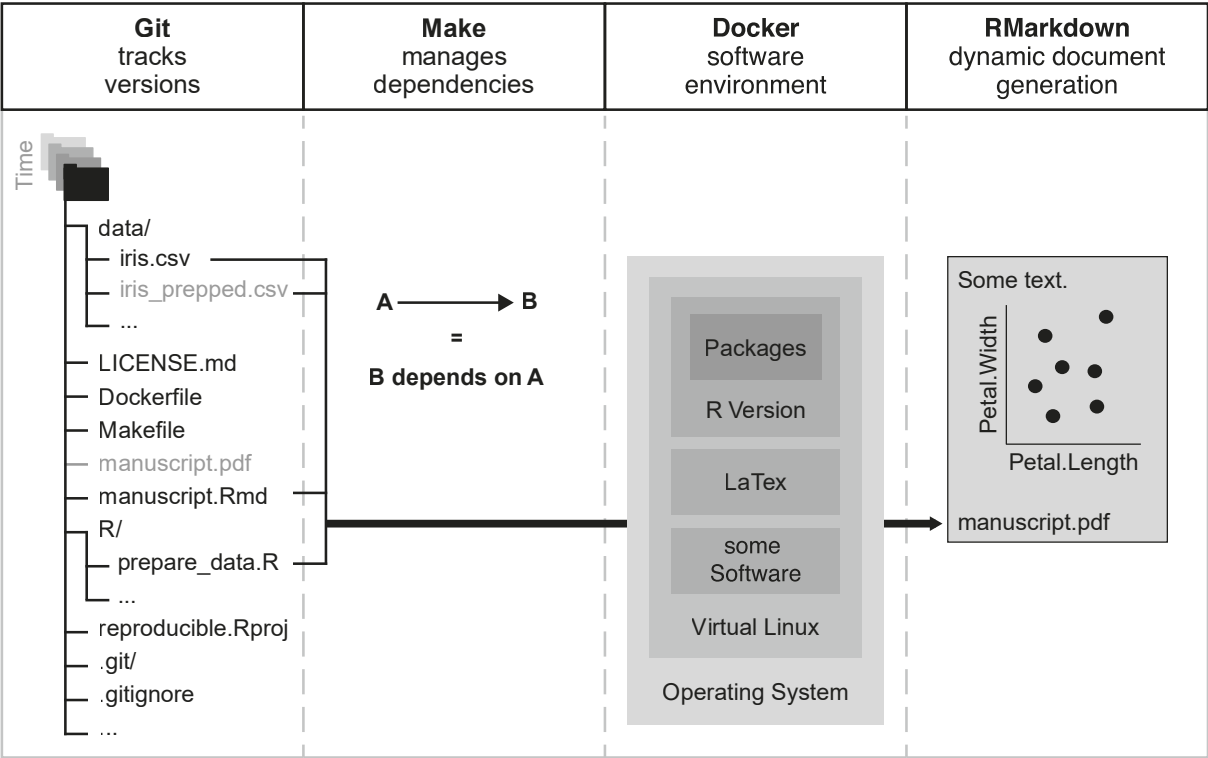 Git
tracks
versions
Make
manages
dependencies
Docker
software
environment
RMarkdown
dynamic document
generation
Time
data/
iris.csv
iris_prepped.csv
...
LICENSE.md
Dockerfile
Makefile
manuscript.pdf
manuscript.Rmd
R/
prepare_data.R
...
reproducible.Rproj
.git/
.gitignore
...
A B
=
B depends on A
Packages
R Version
LaTex
some
Software
Virtual Linux
Operating System
Some text.
Petal.Width
Petal.Length
manuscript.pdf